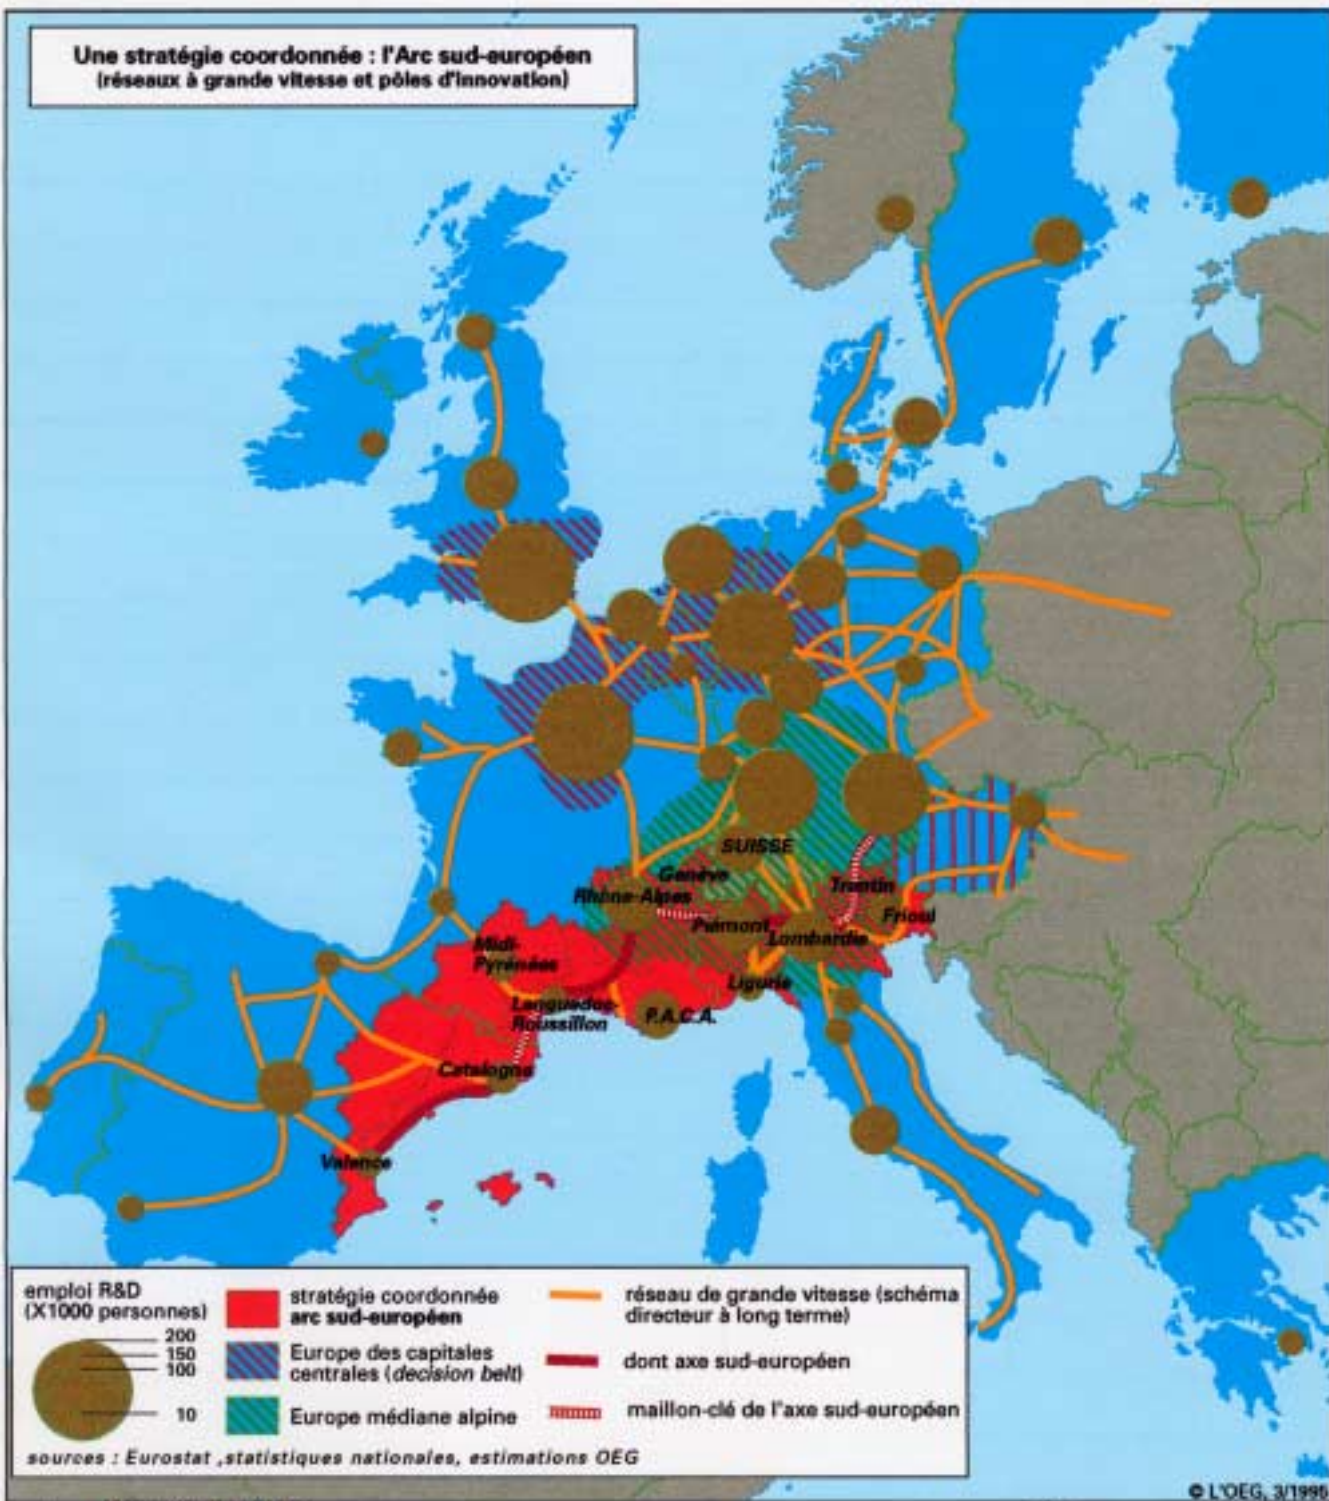 Une stratégie coordonnée : l'Arc sud-européen
(réseaux à grande vitesse et pôles d'innovation)
SUISSE
Genève
Rhône-Alpes
Trentin
Frioul
Piémont
Lombardie
Midi-
Pyrénées
Ligurie
Languedoc-
Roussillon
P.A.C.A.
Catalogne
Valence
emploi R&D
(X1000 personnes)
200
150
100
10
stratégie coordonnée
arc sud-européen
Europe des capitales
centrales (decision belt)
Europe médiane alpine
réseau de grande vitesse (schéma
directeur à long terme)
dont axe sud-européen
maillon-clé de l'axe sud-européen
sources : Eurostat ,statistiques nationales, estimations OEG
© L'OEG, 3/1995